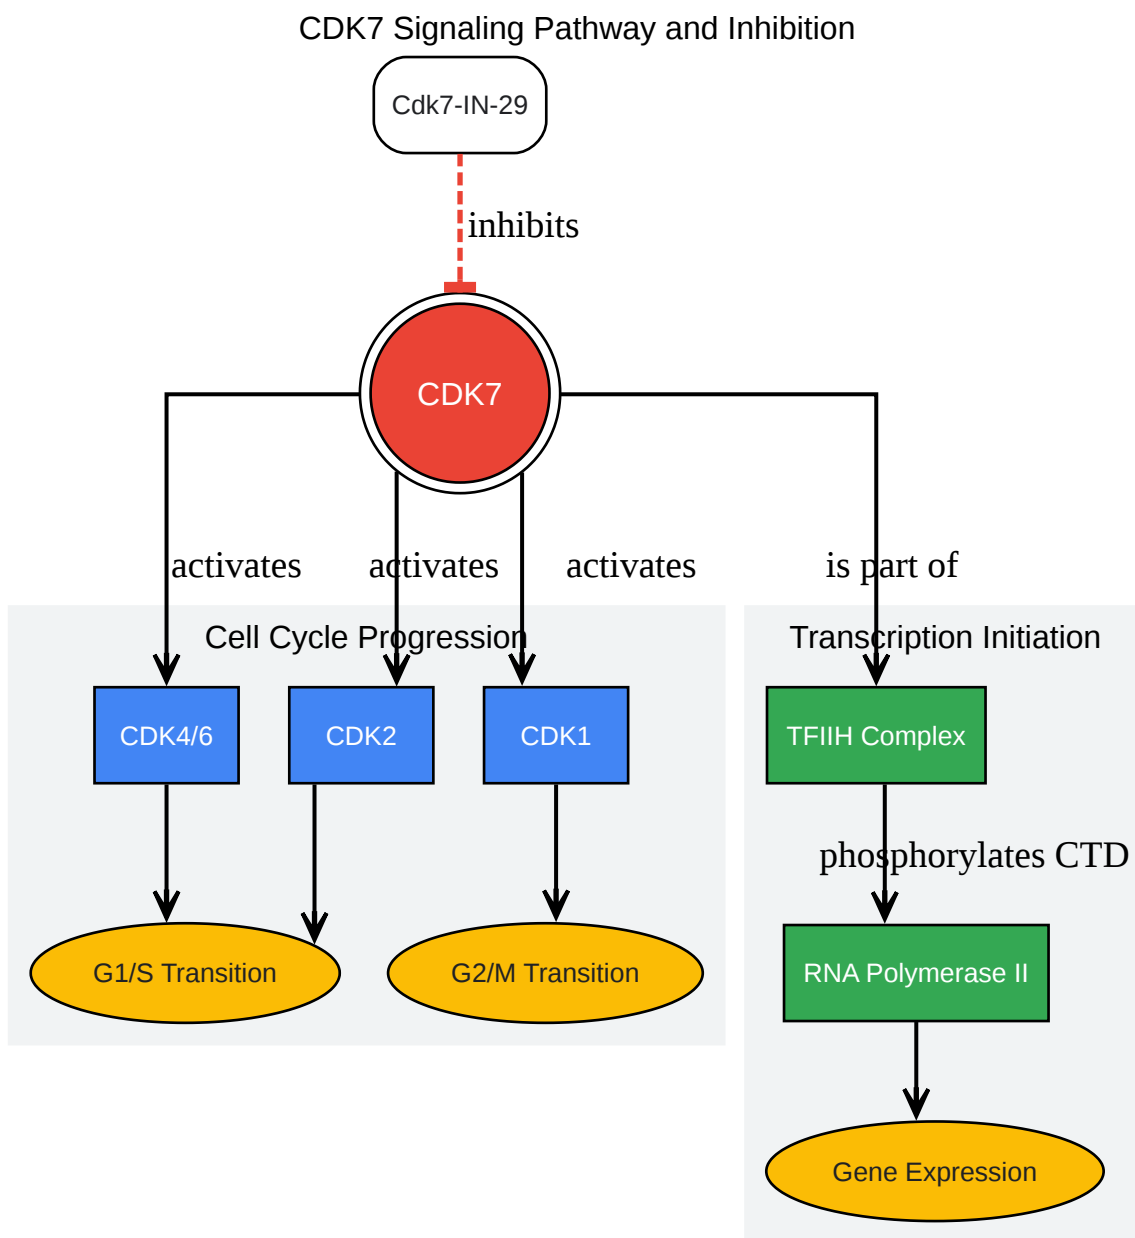 CDK7 Signaling Pathway and Inhibition
Cdk7-IN-29
inhibits
CDK7
activates
activates
activates
is part of
Cell Cycle Progression
Transcription Initiation
CDK4/6
CDK2
CDK1
TFIIH Complex
phosphorylates CTD
G1/S Transition
G2/M Transition
RNA Polymerase II
Gene Expression